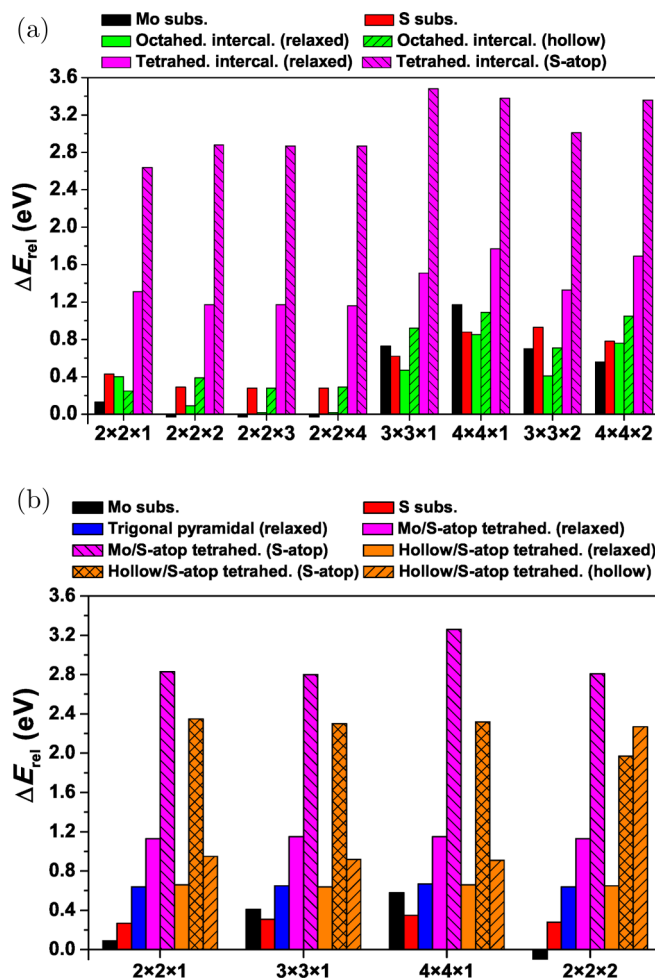 (a)
Mo subs. S subs.
Octahed. intercal. (relaxed) Octahed. intercal. (hollow)
Tetrahed. intercal. (relaxed) Tetrahed. intercal. (S-atop)
3.6
3.2
2.8
2.4
2.0
1.6
1.2
0.8
0.4
0.0
ΔE_rel (eV)
2×2×1 2×2×2 2×2×3 2×2×4 3×3×1 4×4×1 3×3×2 4×4×2
(b)
Mo subs. S subs.
Trigonal pyramidal (relaxed) Mo/S-atop tetrahed. (relaxed)
Mo/S-atop tetrahed. (S-atop) Hollow/S-atop tetrahed. (relaxed)
Hollow/S-atop tetrahed. (S-atop) Hollow/S-atop tetrahed. (hollow)
3.6
3.2
2.8
2.4
2.0
1.6
1.2
0.8
0.4
0.0
ΔE_rel (eV)
2×2×1 3×3×1 4×4×1 2×2×2